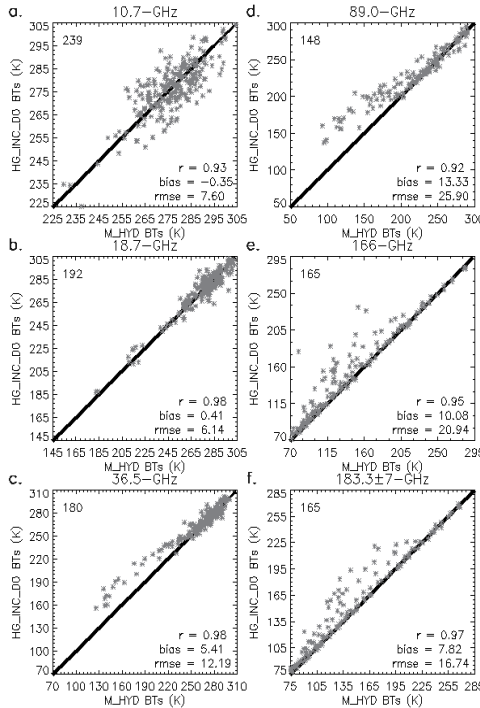 a. 10.7-GHz
HG_INC_DO BTs (K)
305
295
285
275
265
255
245
235
225
239
r = 0.93
bias = -0.35
rmse = 7.60
225 235 245 255 265 275 285 295 305
M_HYD BTs (K)
d. 89.0-GHz
HG_INC_DO BTs (K)
300
250
200
150
100
50
148
r = 0.92
bias = 13.33
rmse = 25.90
50 100 150 200 250 300
M_HYD BTs (K)
b. 18.7-GHz
HG_INC_DO BTs (K)
305
285
265
245
225
205
185
165
145
192
r = 0.98
bias = 0.41
rmse = 6.14
145 165 185 205 225 245 265 285 305
M_HYD BTs (K)
e. 166-GHz
HG_INC_DO BTs (K)
295
250
205
160
115
70
165
r = 0.95
bias = 10.08
rmse = 20.94
70 115 160 205 250 295
M_HYD BTs (K)
c. 36.5-GHz
HG_INC_DO BTs (K)
310
280
250
220
190
160
130
100
70
180
r = 0.98
bias = 5.41
rmse = 12.19
70 100 130 160 190 220 250 280 310
M_HYD BTs (K)
f. 183.3±7-GHz
HG_INC_DO BTs (K)
285
255
225
195
165
135
105
75
165
r = 0.97
bias = 7.82
rmse = 16.74
75 105 135 165 195 225 255 285
M_HYD BTs (K)